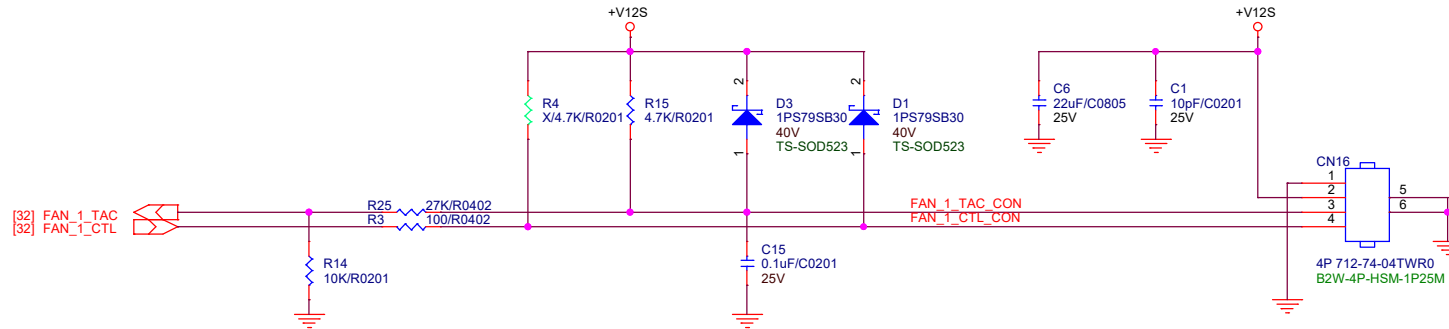 +V12S
+V12S
R4
X/4.7K/R0201
R15
4.7K/R0201
2
D3
1PS79SB30
40V
TS-SOD523
1
2
D1
1PS79SB30
40V
TS-SOD523
1
C6
22uF/C0805
25V
C1
10pF/C0201
25V
CN16
1
2
3
4
5
6
4P 712-74-04TWR0
B2W-4P-HSM-1P25M
[32] FAN_1_TAC
[32] FAN_1_CTL
R25 27K/R0402
R3 100/R0402
FAN_1_TAC_CON
FAN_1_CTL_CON
R14
10K/R0201
C15
0.1uF/C0201
25V